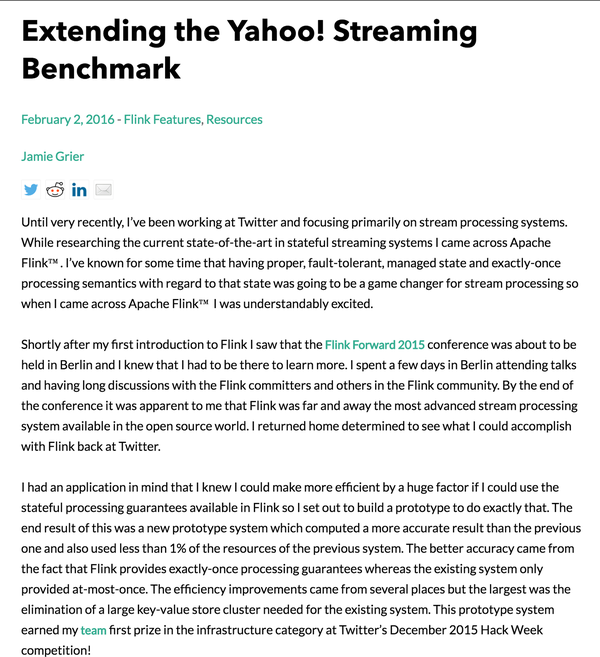 Extending the Yahoo! Streaming
Benchmark
February 2, 2016 - Flink Features, Resources
Jamie Grier
in
Until very recently, I've been working at Twitter and focusing primarily on stream processing systems.
While researching the current state-of-the-art in stateful streaming systems I came across Apache
Flink™ . I've known for some time that having proper, fault-tolerant, managed state and exactly-once
processing semantics with regard to that state was going to be a game changer for stream processing so
when I came across Apache Flink™ I was understandably excited.
Shortly after my first introduction to Flink I saw that the Flink Forward 2015 conference was about to be
held in Berlin and I knew that I had to be there to learn more. I spent a few days in Berlin attending talks
and having long discussions with the Flink committers and others in the Flink community. By the end of
the conference it was apparent to me that Flink was far and away the most advanced stream processing
system available in the open source world. I returned home determined to see what I could accomplish
with Flink back at Twitter.
I had an application in mind that I knew I could make more efficient by a huge factor if I could use the
stateful processing guarantees available in Flink so I set out to build a prototype to do exactly that. The
end result of this was a new prototype system which computed a more accurate result than the previous
one and also used less than 1% of the resources of the previous system. The better accuracy came from
the fact that Flink provides exactly-once processing guarantees whereas the existing system only
provided at-most-once. The efficiency improvements came from several places but the largest was the
elimination of a large key-value store cluster needed for the existing system. This prototype system
earned my team first prize in the infrastructure category at Twitter's December 2015 Hack Week
competition!